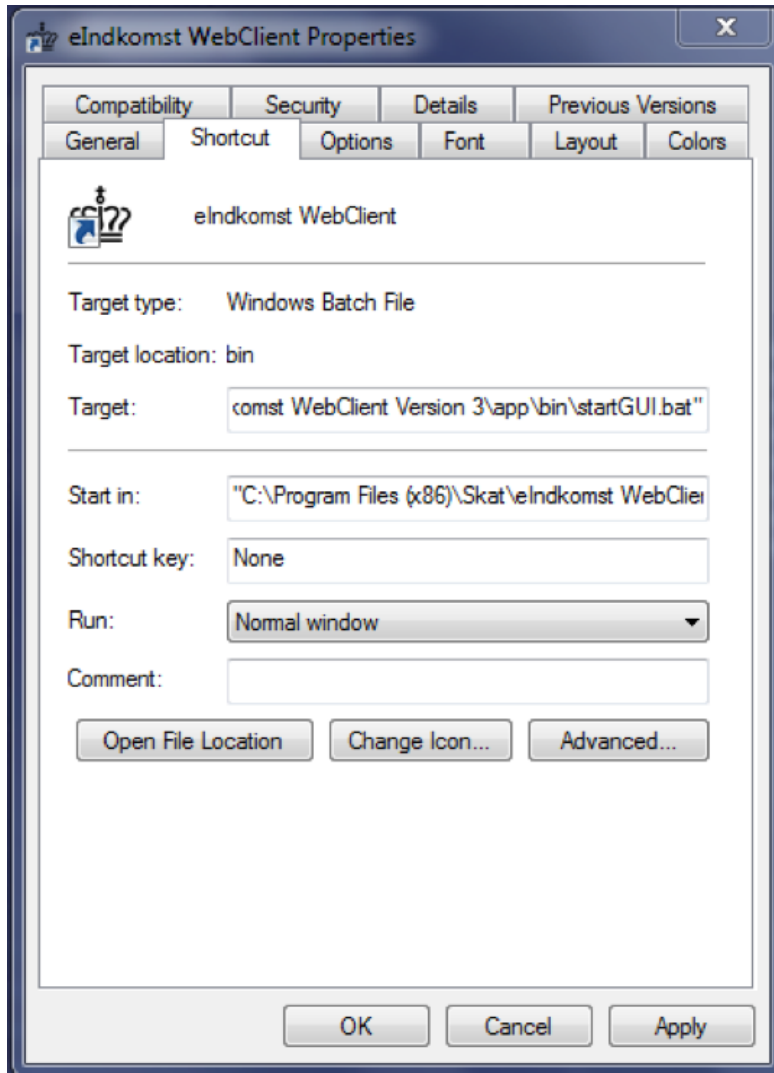 eIndkomst WebClient Properties
Compatibility Security Details Previous Versions
General Shortcut Options Font Layout Colors
eIndkomst WebClient
Target type: Windows Batch File
Target location: bin
Target: komst WebClient Version 3\app\bin\startGUI.bat"
Start in: "C:\Program Files (x86)\Skat\eIndkomst WebClien
Shortcut key: None
Run: Normal window
Comment:
Open File Location Change Icon... Advanced...
OK Cancel Apply